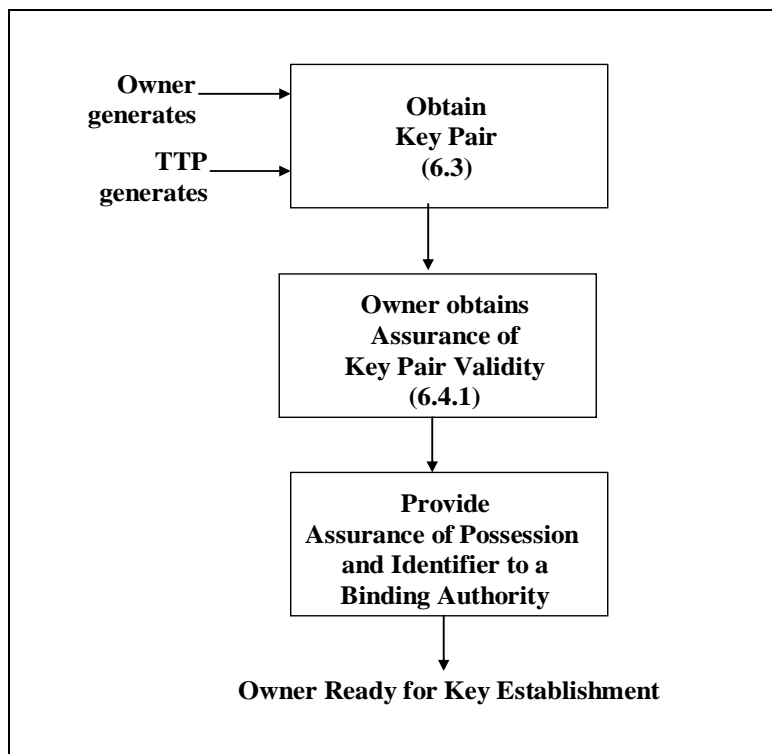 Owner
generates
TTP
generates
Obtain
Key Pair
(6.3)
Owner obtains
Assurance of
Key Pair Validity
(6.4.1)
Provide
Assurance of Possession
and Identifier to a
Binding Authority
Owner Ready for Key Establishment